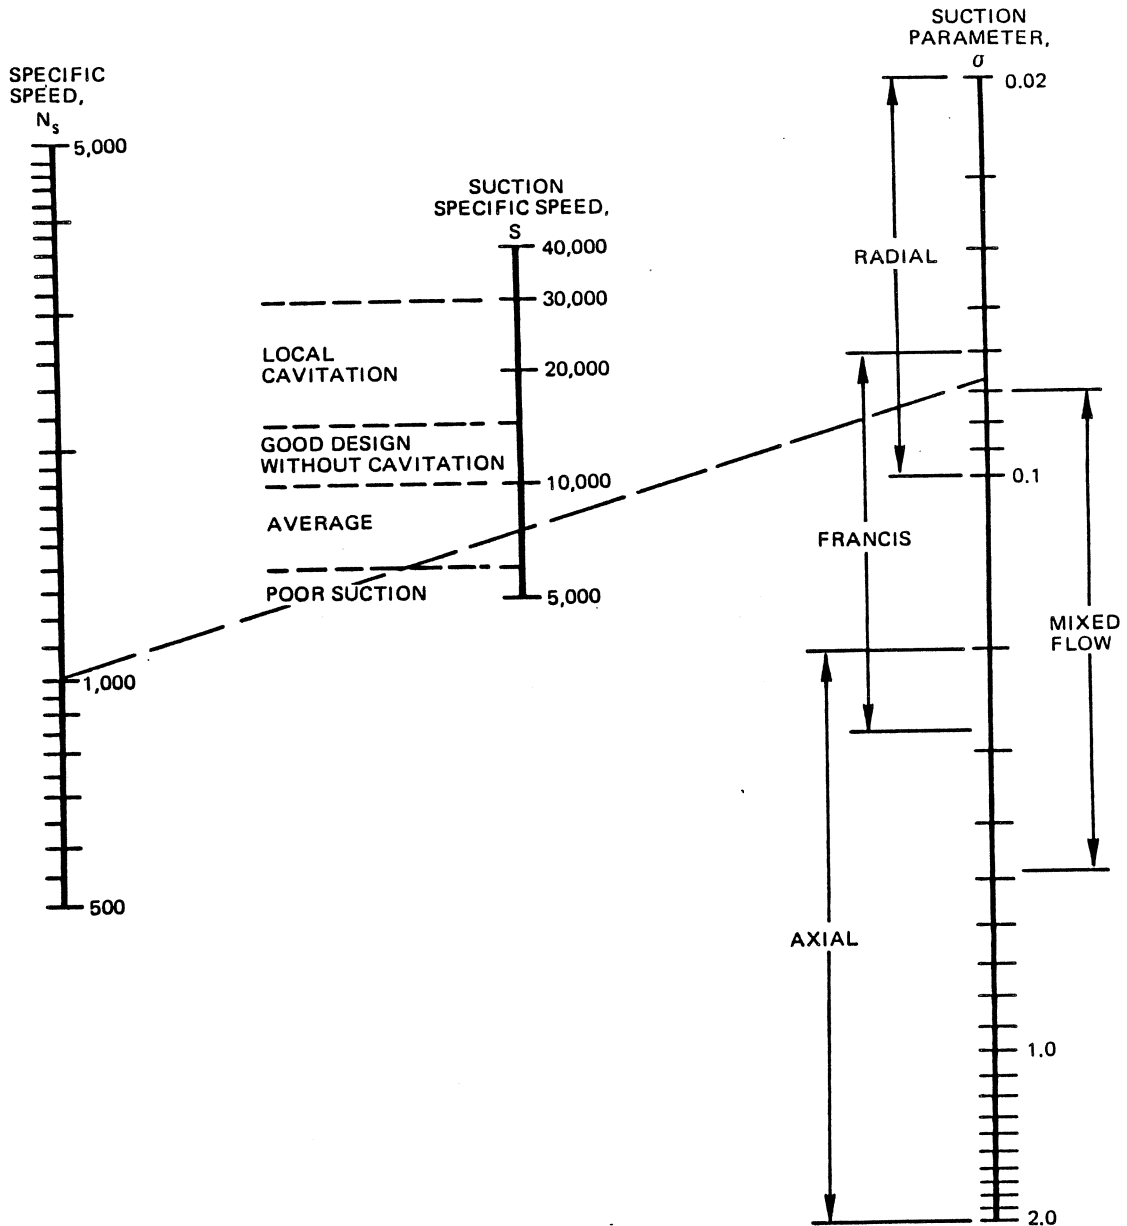 SUCTION
PARAMETER,
σ
0.02
SPECIFIC
SPEED,
Ns
5,000
SUCTION
SPECIFIC SPEED,
S
40,000
RADIAL
30,000
LOCAL
CAVITATION
20,000
GOOD DESIGN
WITHOUT CAVITATION
10,000
0.1
AVERAGE
FRANCIS
POOR SUCTION
5,000
MIXED
FLOW
1,000
500
AXIAL
1.0
2.0